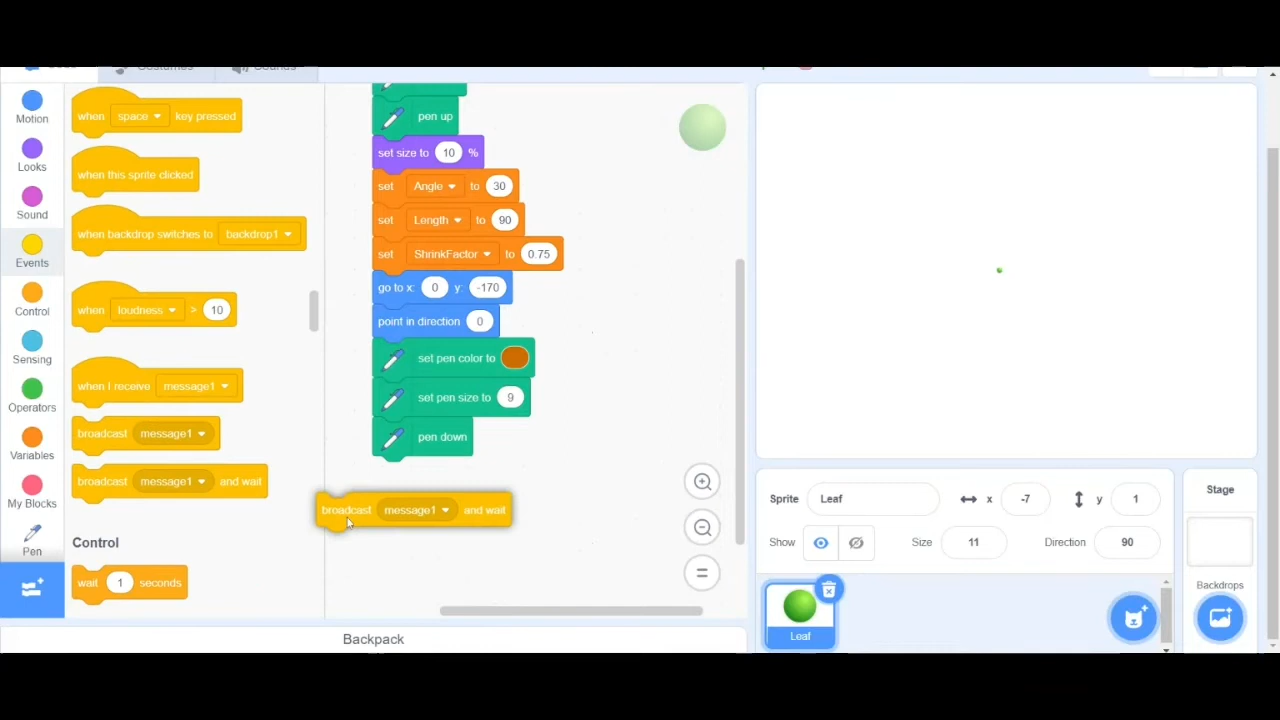 Costumes
Sounds
Motion
Looks
Sound
Events
Control
Sensing
Operators
Variables
My Blocks
Pen
when space key pressed
when this sprite clicked
when backdrop switches to backdrop1
when loudness > 10
when I receive message1
broadcast message1
broadcast message1 and wait
Control
wait 1 seconds
pen up
set size to 10 %
set Angle to 30
set Length to 90
set ShrinkFactor to 0.75
go to x: 0 y: -170
point in direction 0
set pen color to
set pen size to 9
pen down
broadcast message1 and wait
Backpack
Sprite Leaf x -7 y 1
Show Size 11 Direction 90
Leaf
Stage
Backdrops